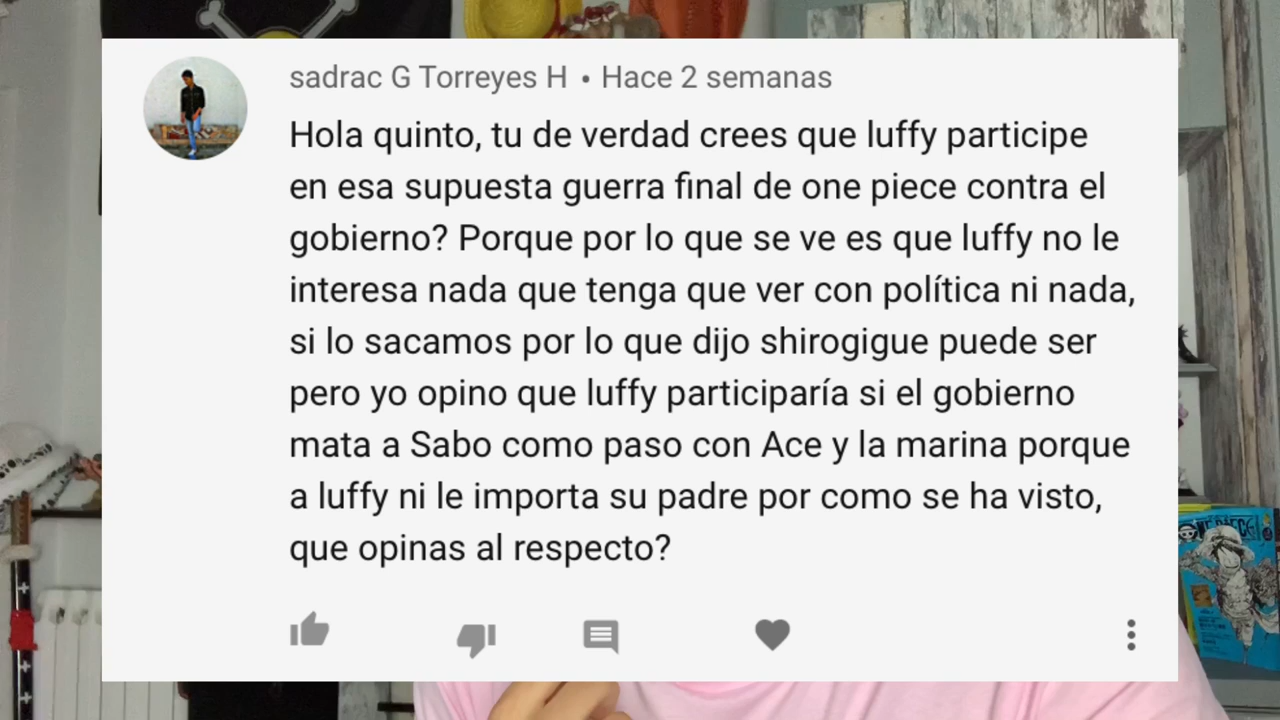 sadrac G Torreyes H • Hace 2 semanas
Hola quinto, tu de verdad crees que luffy participe
en esa supuesta guerra final de one piece contra el
gobierno? Porque por lo que se ve es que luffy no le
interesa nada que tenga que ver con política ni nada,
si lo sacamos por lo que dijo shirogigue puede ser
pero yo opino que luffy participaría si el gobierno
mata a Sabo como paso con Ace y la marina porque
a luffy ni le importa su padre por como se ha visto,
que opinas al respecto?
ONE PIECE